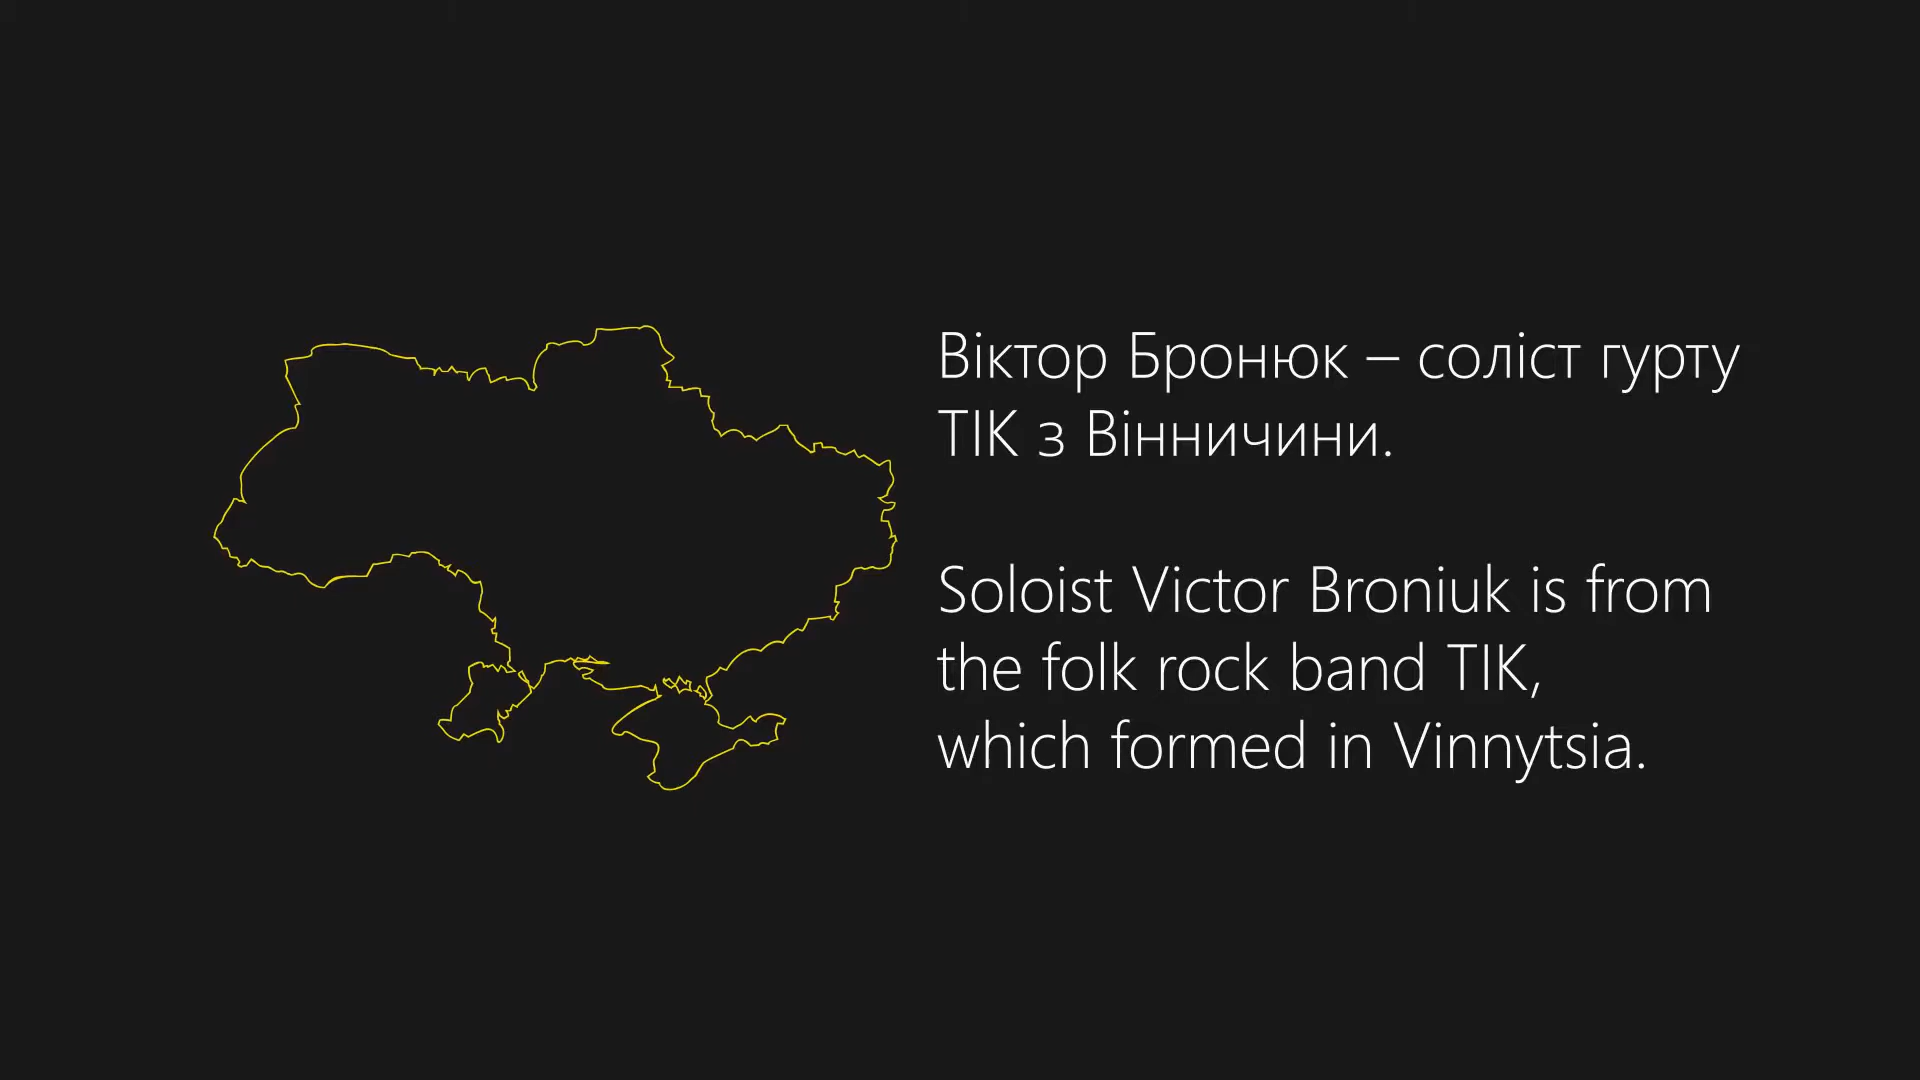 Віктор Бронюк – соліст гурту
ТІК з Вінничини.
Soloist Victor Broniuk is from
the folk rock band TIK,
which formed in Vinnytsia.